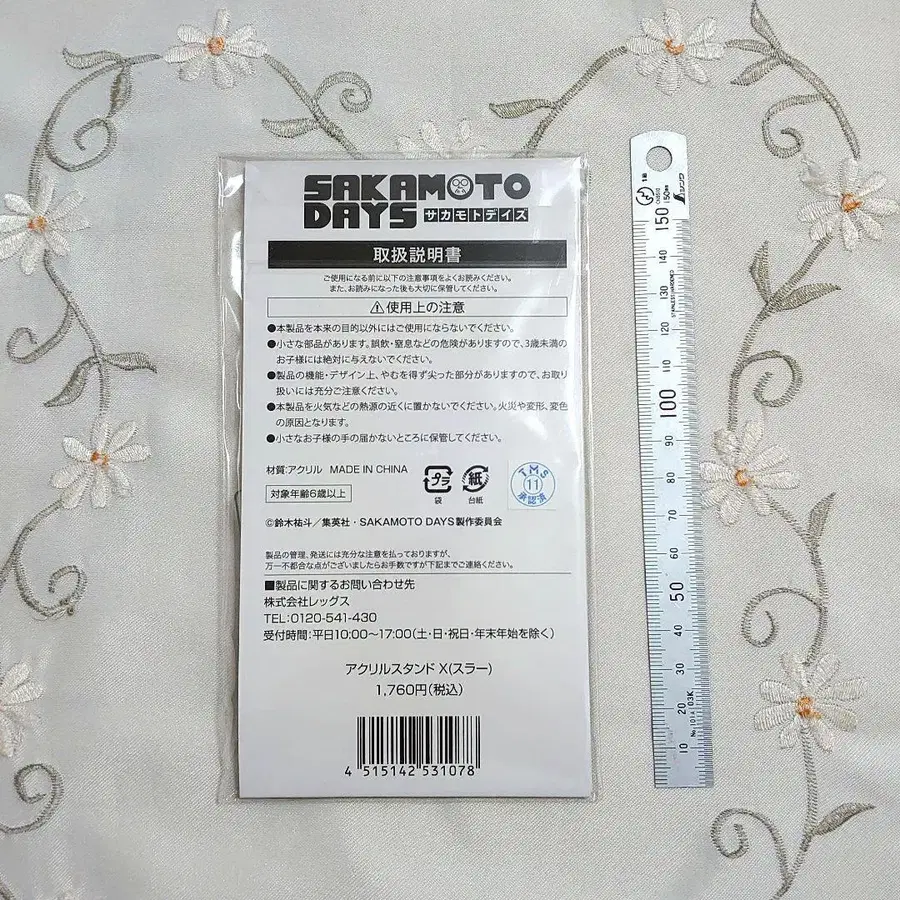 SAKAMOTO
DAYS サカモトデイズ
取扱説明書
ご使用になる前に以下の注意事項をよくお読みください。
また、お読みになった後も大切に保管してください。
⚠使用上の注意
●本製品を本来の目的以外にはご使用にならないでください。
●小さな部品があります。誤飲・窒息などの危険がありますので、3歳未満の
お子様には絶対に与えないでください。
●製品の機能・デザイン上、やむを得ず尖った部分がありますので、お取り
扱いには充分ご注意ください。
●本製品を火気などの熱源の近くに置かないでください。火災や変形、変色
の原因となります。
●小さなお子様の手の届かないところに保管してください。
材質:アクリル MADE IN CHINA
対象年齢6歳以上
プラ
袋
紙
台紙
TMS
11
承認済
©鈴木祐斗／集英社・SAKAMOTO DAYS製作委員会
製品の管理、発送には充分な注意を払っておりますが、
万一不都合な点がございましたらお手数ですが下記までご連絡ください。
■製品に関するお問い合わせ先
株式会社レッグス
TEL:0120-541-430
受付時間:平日10:00〜17:00(土・日・祝日・年末年始を除く)
アクリルスタンド X(スラー)
1,760円(税込)
4 515142 531078
シンワ
150
140
130
120
110
100
90
80
70
60
50
40
30
20
10